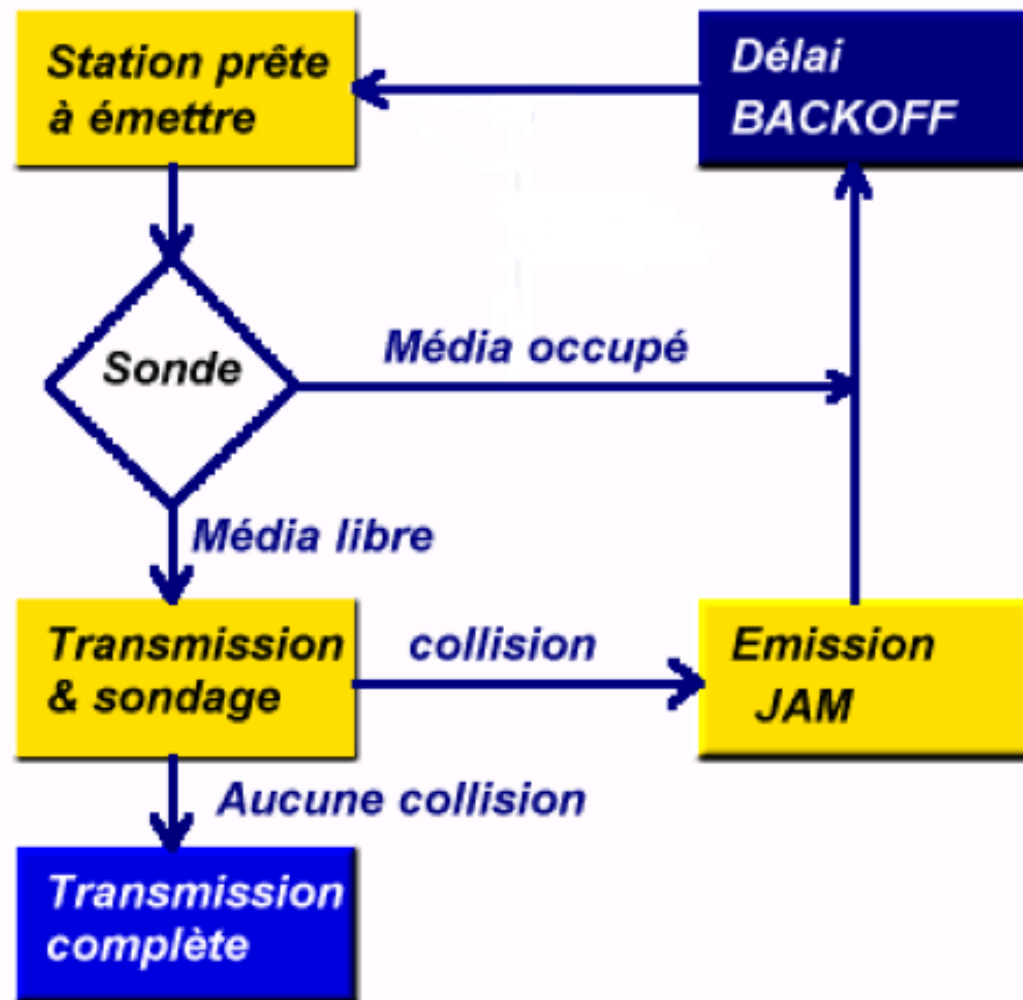 Station prête
à émettre
Délai
BACKOFF
Sonde
Média occupé
Média libre
Transmission
& sondage
collision
Emission
JAM
Aucune collision
Transmission
complète